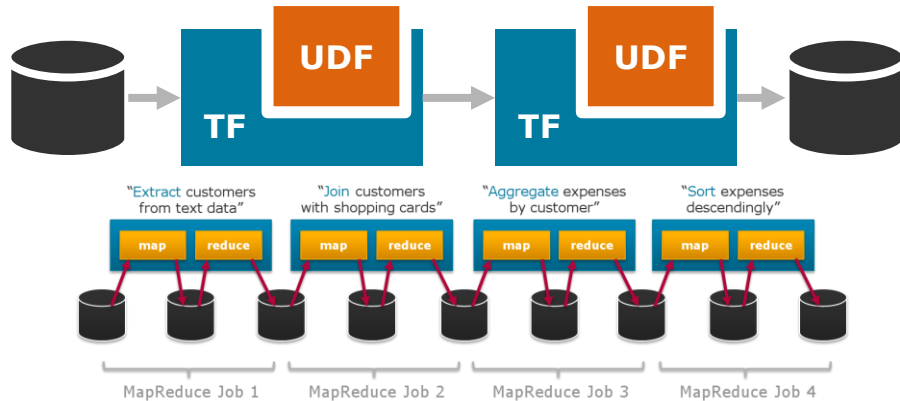 UDF
TF
UDF
TF
“Extract customers
from text data”
“Join customers
with shopping cards”
“Aggregate expenses
by customer”
“Sort expenses
descendingly”
map
reduce
map
reduce
map
reduce
map
reduce
MapReduce Job 1
MapReduce Job 2
MapReduce Job 3
MapReduce Job 4